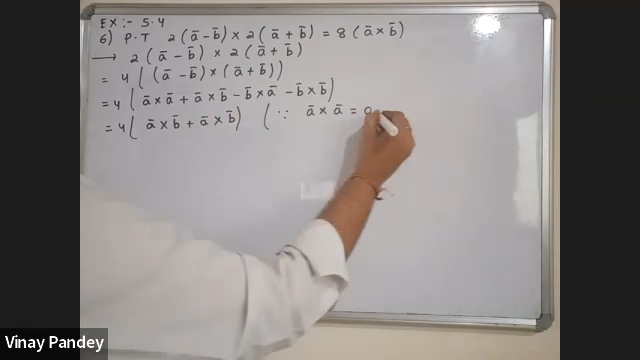 EX :- 5.4
6) P.T 2(ā-b̄)×2(ā+b̄) = 8(ā×b̄)
→ 2(ā-b̄)×2(ā+b̄)
= 4((ā-b̄)×(ā+b̄))
= 4(ā×ā+ā×b̄-b̄×ā-b̄×b̄)
= 4(ā×b̄+ā×b̄) (∵ ā×ā=0
Vinay Pandey